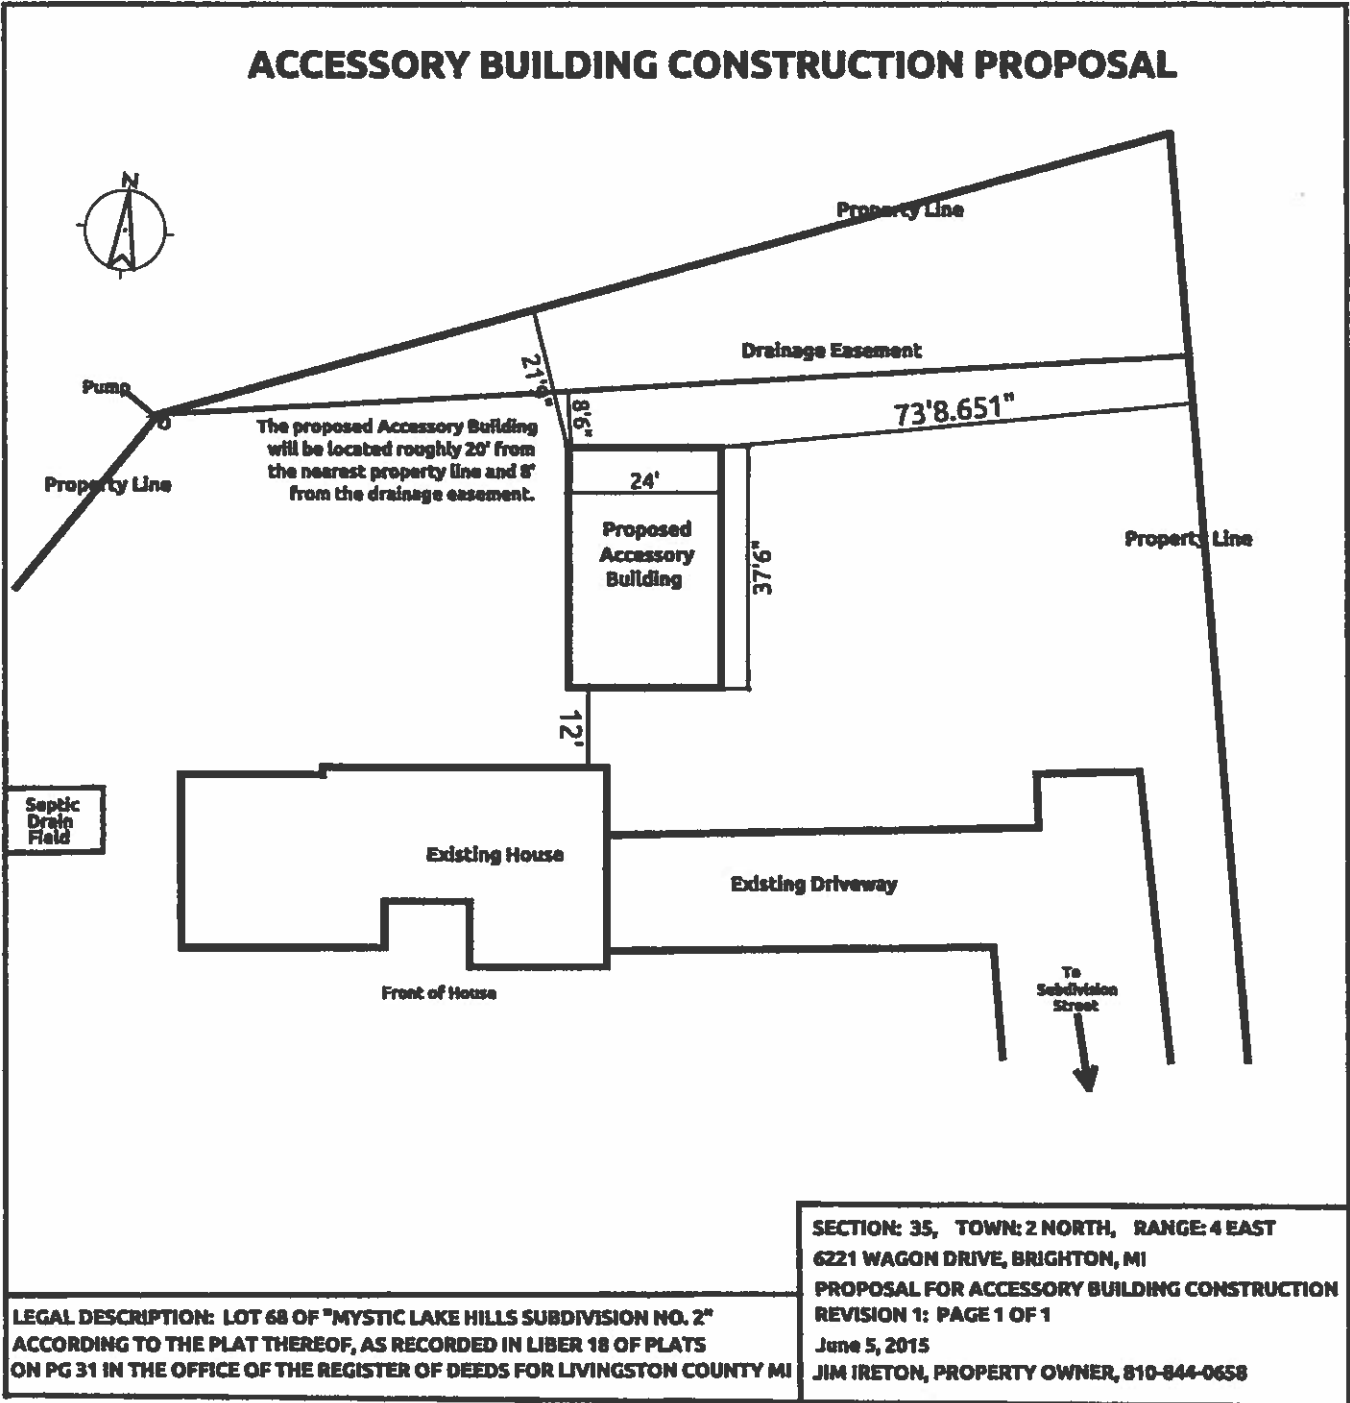 ACCESSORY BUILDING CONSTRUCTION PROPOSAL
N
Property Line
Drainage Easement
21'9"
Pump
8'6"
73'8.651"
The proposed Accessory Building
will be located roughly 20' from
the nearest property line and 8'
from the drainage easement.
Property Line
24'
Proposed
Accessory
Building
37'6"
Property Line
12'
Septic
Drain
Field
Existing House
Existing Driveway
Front of House
To
Subdivision
Street
SECTION: 35, TOWN: 2 NORTH, RANGE: 4 EAST
6221 WAGON DRIVE, BRIGHTON, MI
PROPOSAL FOR ACCESSORY BUILDING CONSTRUCTION
REVISION 1: PAGE 1 OF 1
June 5, 2015
JIM IRETON, PROPERTY OWNER, 810-844-0658
LEGAL DESCRIPTION: LOT 68 OF "MYSTIC LAKE HILLS SUBDIVISION NO. 2"
ACCORDING TO THE PLAT THEREOF, AS RECORDED IN LIBER 18 OF PLATS
ON PG 31 IN THE OFFICE OF THE REGISTER OF DEEDS FOR LIVINGSTON COUNTY MI